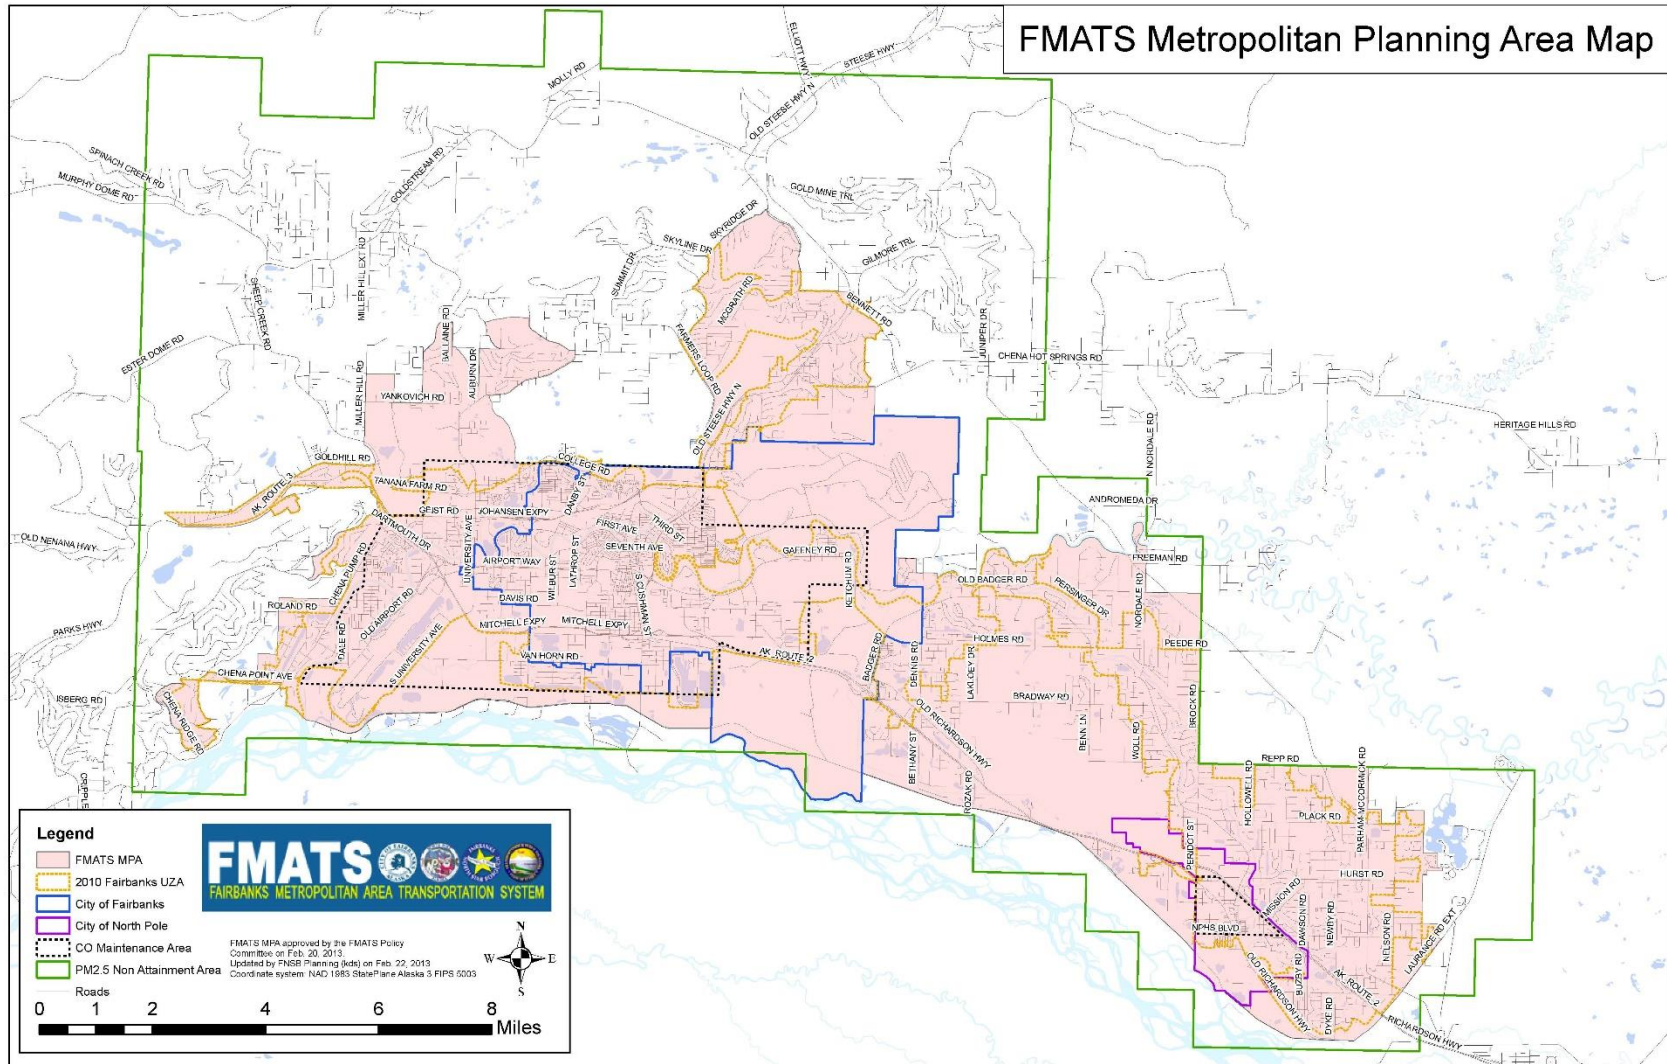 FMATS Metropolitan Planning Area Map
ELLIOTT HWY
STEESE HWY
MOLLY RD
OLD STEESE HWY N
SPINACH CREEK RD
MURPHY DOME RD
GOLDSTREAM RD
GOLD MINE TRL
SKYRIDGE DR
SKYLINE DR
GILMORE TRL
SUMMIT DR
MILLER HILL EXT RD
SHEEP CREEK RD
MCGRATH RD
BENNETT RD
BALLAINE RD
FARMERS LOOP RD
JUNIPER DR
CHENA HOT SPRINGS RD
ESTER DOME RD
AUBURN DR
MILLER HILL RD
YANKOVICH RD
OLD STEESE HWY N
HERITAGE HILLS RD
N NORDALE RD
GOLDHILL RD
COLLEGE RD
AK_ROUTE_3
TANANA FARM RD
DANBY ST
ANDROMEDA DR
GEIST RD
JOHANSEN EXPY
DARTMOUTH DR
FIRST AVE
THIRD ST
OLD NENANA HWY
UNIVERSITY AVE
SEVENTH AVE
GAFFNEY RD
FREEMAN RD
CHENA PUMP RD
AIRPORT WAY
WILBUR ST
LATHROP ST
KETCHUM RD
OLD BADGER RD
PERSINGER DR
NORDALE RD
ROLAND RD
OLD AIRPORT RD
DAVIS RD
S CUSHMAN ST
PARKS HWY
DALE RD
MITCHELL EXPY
MITCHELL EXPY
HOLMES RD
PEEDE RD
S UNIVERSITY AVE
VAN HORN RD
AK_ROUTE_2
BADGER RD
DENNIS RD
LAKLOEY DR
CHENA POINT AVE
ISBERG RD
CHENA RIDGE RD
BRADWAY RD
BROCK RD
OLD RICHARDSON HWY
BENN LN
WOLL RD
BETHANY ST
REPP RD
ROZAK RD
HOLLOWELL RD
PARHAM-MCCORMICK RD
PLACK RD
CRIPPLE
PERIDOT ST
HURST RD
MISSION RD
DAWSON RD
NEWBY RD
NPHS BLVD
NELSON RD
LAURANCE RD EXT
OLD RICHARDSON HWY
BUZBY RD
AK_ROUTE_2
DYKE RD
RICHARDSON HWY
Legend
FMATS MPA
2010 Fairbanks UZA
City of Fairbanks
City of North Pole
CO Maintenance Area
PM2.5 Non Attainment Area
Roads
FMATS
FAIRBANKS METROPOLITAN AREA TRANSPORTATION SYSTEM
FMATS MPA approved by the FMATS Policy
Committee on Feb. 20, 2013.
Updated by FNSB Planning (kds) on Feb. 22, 2013
Coordinate system: NAD 1983 StatePlane Alaska 3 FIPS 5003
N
W E
S
0 1 2 4 6 8
Miles